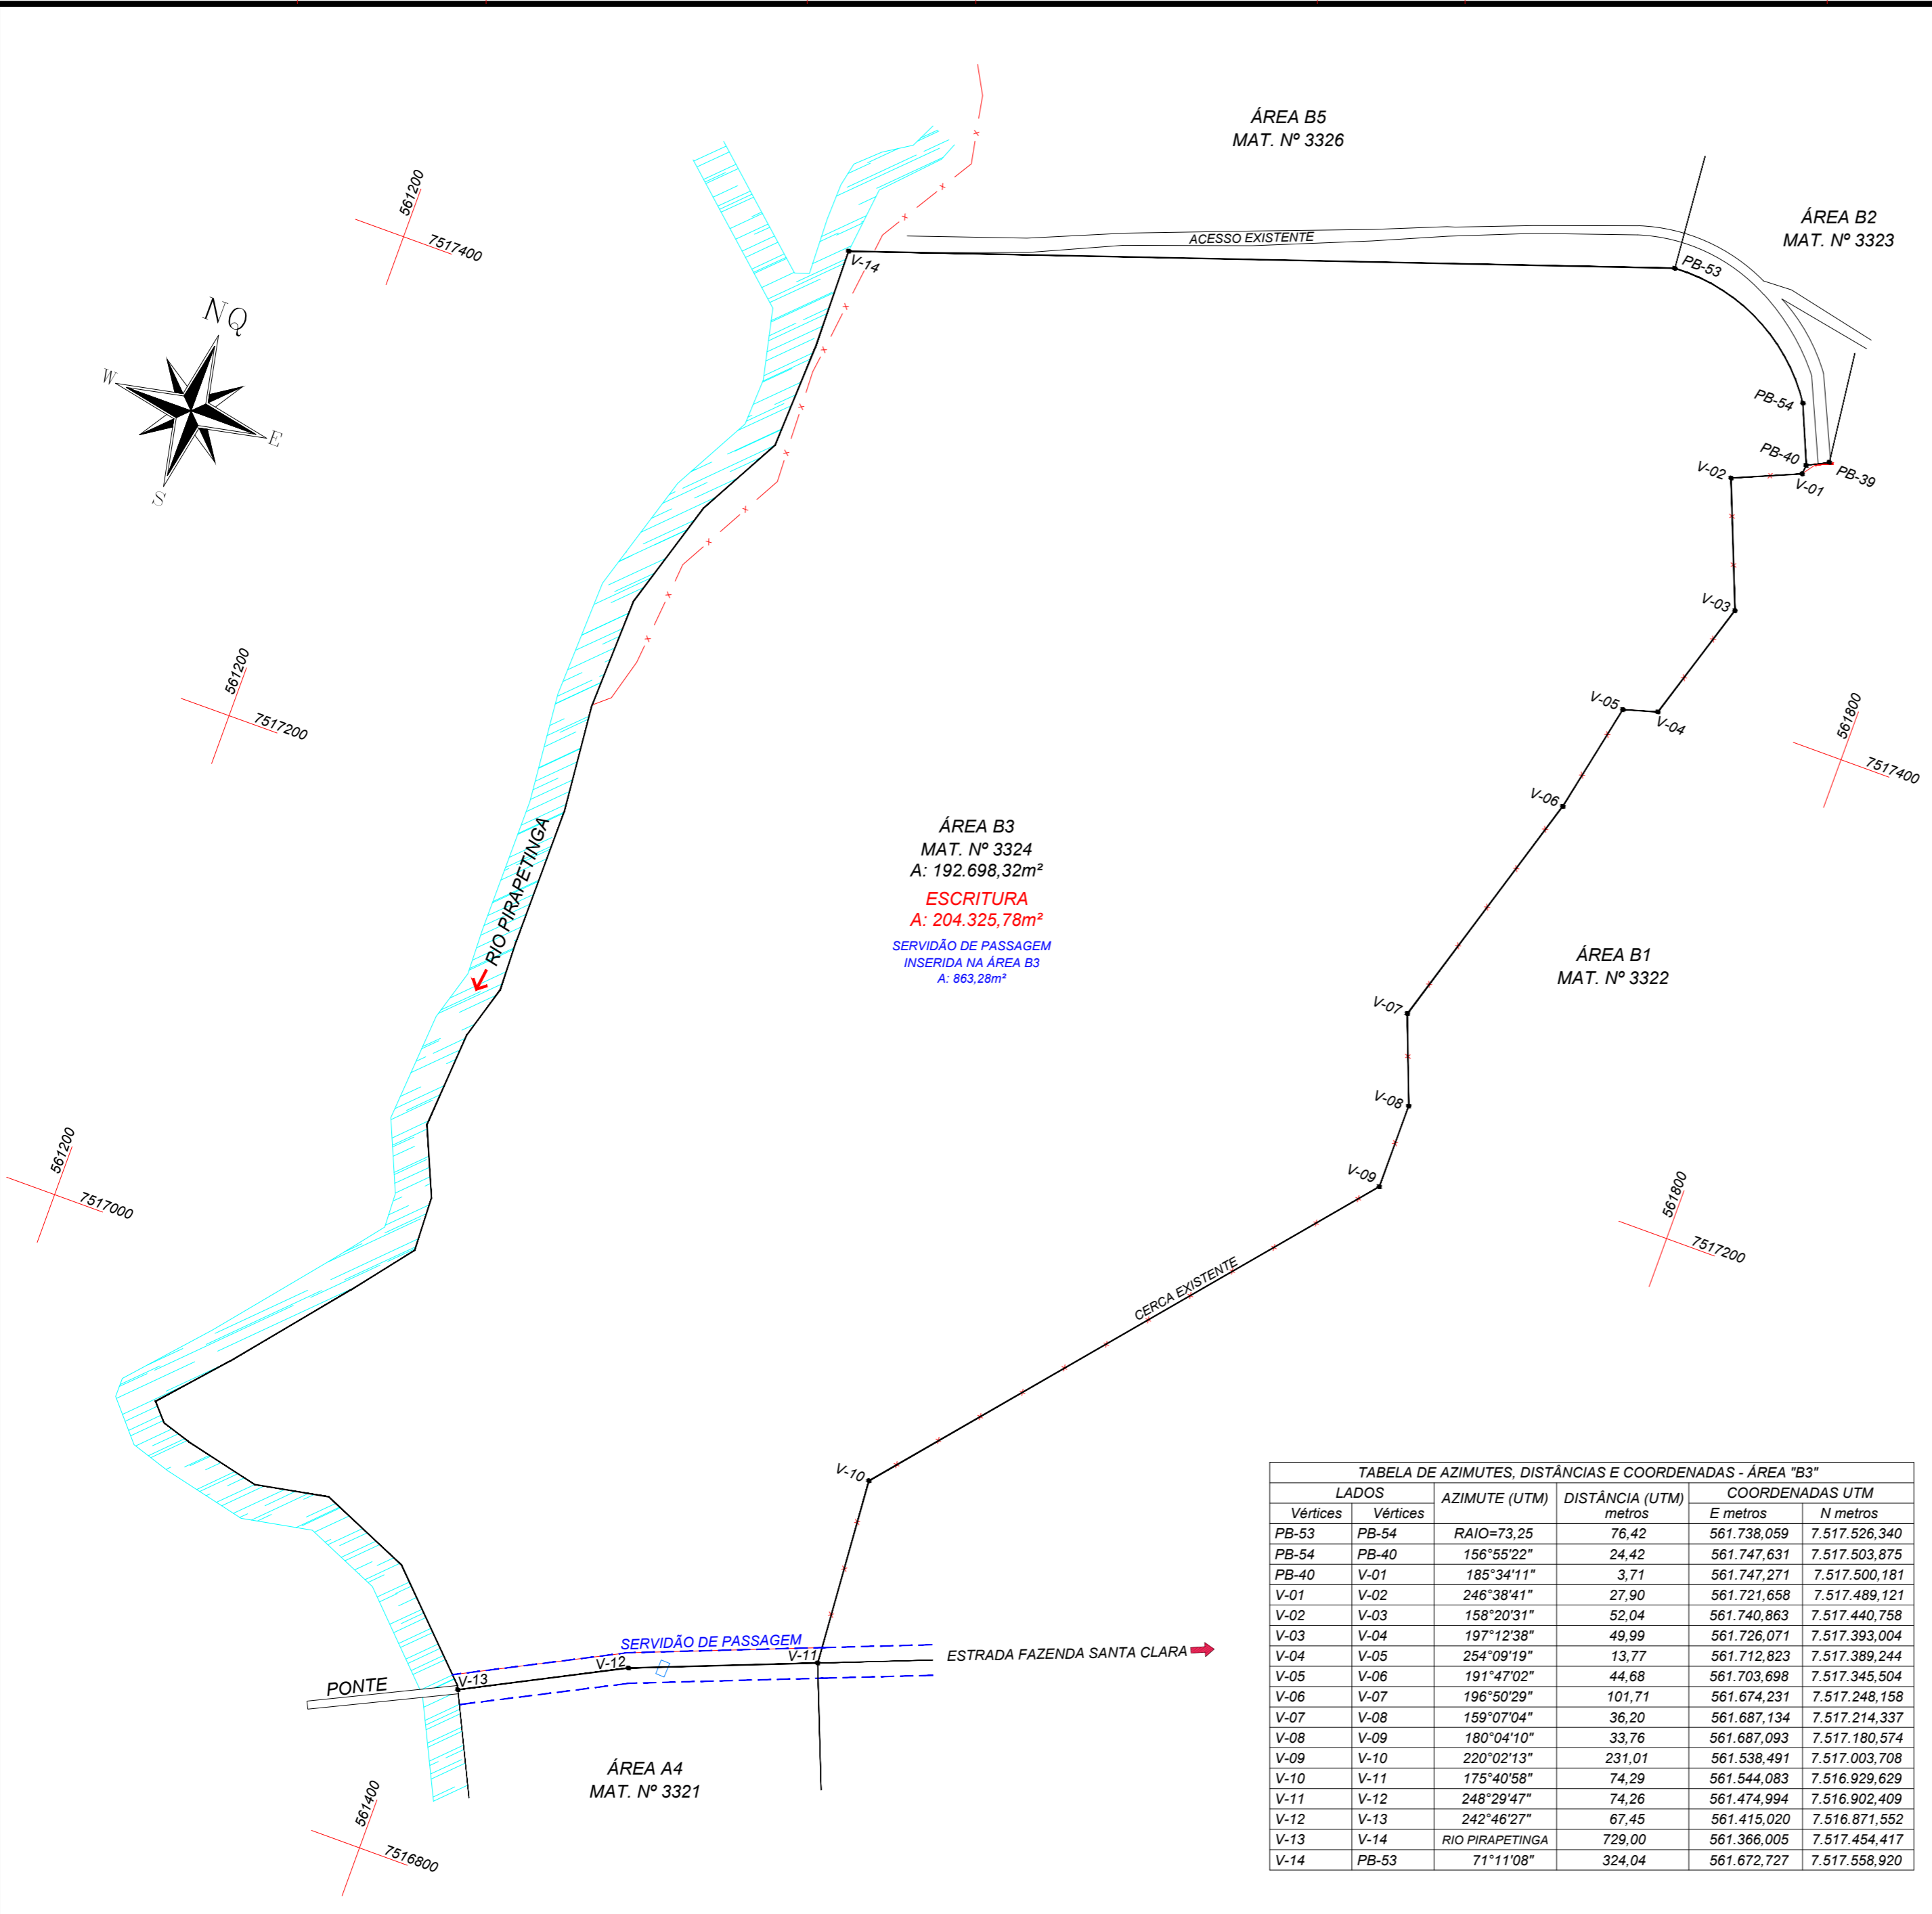 ÁREA B5
MAT. Nº 3326
ÁREA B2
MAT. Nº 3323
561200
7517400
ACESSO EXISTENTE
V-14
PB-53
NQ
W
E
S
PB-54
PB-40
PB-39
V-02
V-01
V-03
561200
7517200
V-05
V-04
561800
7517400
V-06
RIO PIRAPETINGA
ÁREA B3
MAT. Nº 3324
A: 192.698,32m²
ESCRITURA
A: 204.325,78m²
SERVIDÃO DE PASSAGEM
INSERIDA NA ÁREA B3
A: 863,28m²
ÁREA B1
MAT. Nº 3322
V-07
V-08
V-09
561200
7517000
561800
7517200
CERCA EXISTENTE
V-10
SERVIDÃO DE PASSAGEM
V-12
V-11
ESTRADA FAZENDA SANTA CLARA
PONTE
V-13
ÁREA A4
MAT. Nº 3321
561400
7516800
TABELA DE AZIMUTES, DISTÂNCIAS E COORDENADAS - ÁREA "B3"
LADOS AZIMUTE (UTM) DISTÂNCIA (UTM) metros COORDENADAS UTM
Vértices Vértices E metros N metros
PB-53 PB-54 RAIO=73,25 76,42 561.738,059 7.517.526,340
PB-54 PB-40 156°55'22" 24,42 561.747,631 7.517.503,875
PB-40 V-01 185°34'11" 3,71 561.747,271 7.517.500,181
V-01 V-02 246°38'41" 27,90 561.721,658 7.517.489,121
V-02 V-03 158°20'31" 52,04 561.740,863 7.517.440,758
V-03 V-04 197°12'38" 49,99 561.726,071 7.517.393,004
V-04 V-05 254°09'19" 13,77 561.712,823 7.517.389,244
V-05 V-06 191°47'02" 44,68 561.703,698 7.517.345,504
V-06 V-07 196°50'29" 101,71 561.674,231 7.517.248,158
V-07 V-08 159°07'04" 36,20 561.687,134 7.517.214,337
V-08 V-09 180°04'10" 33,76 561.687,093 7.517.180,574
V-09 V-10 220°02'13" 231,01 561.538,491 7.517.003,708
V-10 V-11 175°40'58" 74,29 561.544,083 7.516.929,629
V-11 V-12 248°29'47" 74,26 561.474,994 7.516.902,409
V-12 V-13 242°46'27" 67,45 561.415,020 7.516.871,552
V-13 V-14 RIO PIRAPETINGA 729,00 561.366,005 7.517.454,417
V-14 PB-53 71°11'08" 324,04 561.672,727 7.517.558,920